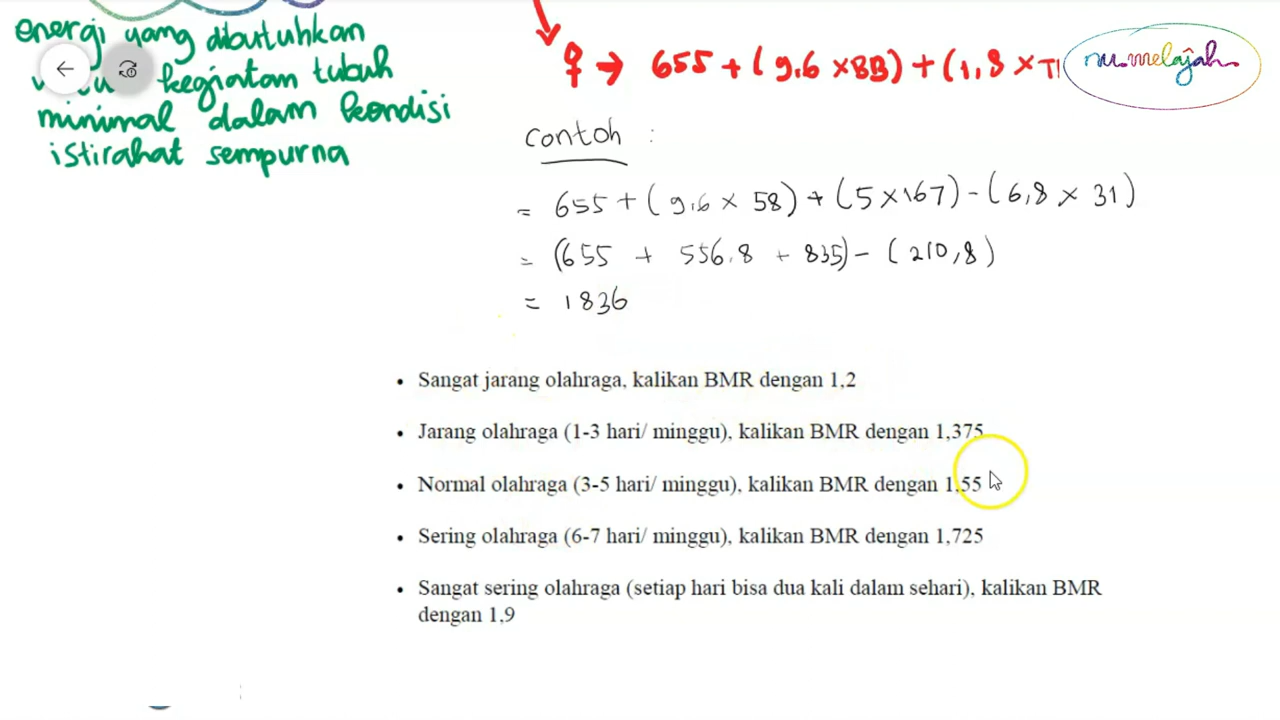 energi yang dibutuhkan
kegiatan tubuh
minimal dalam kondisi
istirahat sempurna
♀ → 655 + (9.6 × BB) + (1,8 × T
nu melajah
contoh :
= 655 + (9.6 × 58) + (5 × 167) - (6,8 × 31)
= (655 + 556.8 + 835) - (210,8)
= 1836
• Sangat jarang olahraga, kalikan BMR dengan 1,2
• Jarang olahraga (1-3 hari/ minggu), kalikan BMR dengan 1,375
• Normal olahraga (3-5 hari/ minggu), kalikan BMR dengan 1,55
• Sering olahraga (6-7 hari/ minggu), kalikan BMR dengan 1,725
• Sangat sering olahraga (setiap hari bisa dua kali dalam sehari), kalikan BMR
dengan 1,9